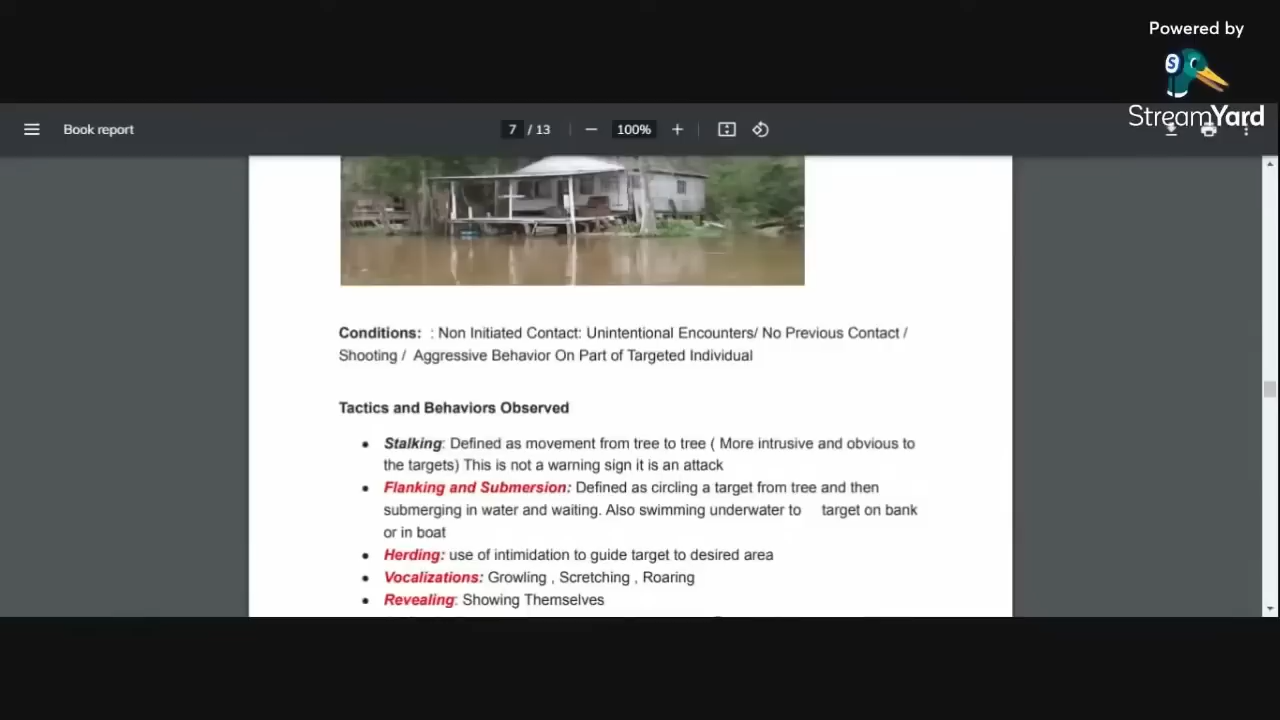 Powered by
StreamYard
Book report
7 / 13
100%
Conditions: : Non Initiated Contact: Unintentional Encounters/ No Previous Contact /
Shooting / Aggressive Behavior On Part of Targeted Individual
Tactics and Behaviors Observed
• Stalking: Defined as movement from tree to tree ( More intrusive and obvious to
the targets) This is not a warning sign it is an attack
• Flanking and Submersion: Defined as circling a target from tree and then
submerging in water and waiting. Also swimming underwater to target on bank
or in boat
• Herding: use of intimidation to guide target to desired area
• Vocalizations: Growling , Scretching , Roaring
• Revealing: Showing Themselves